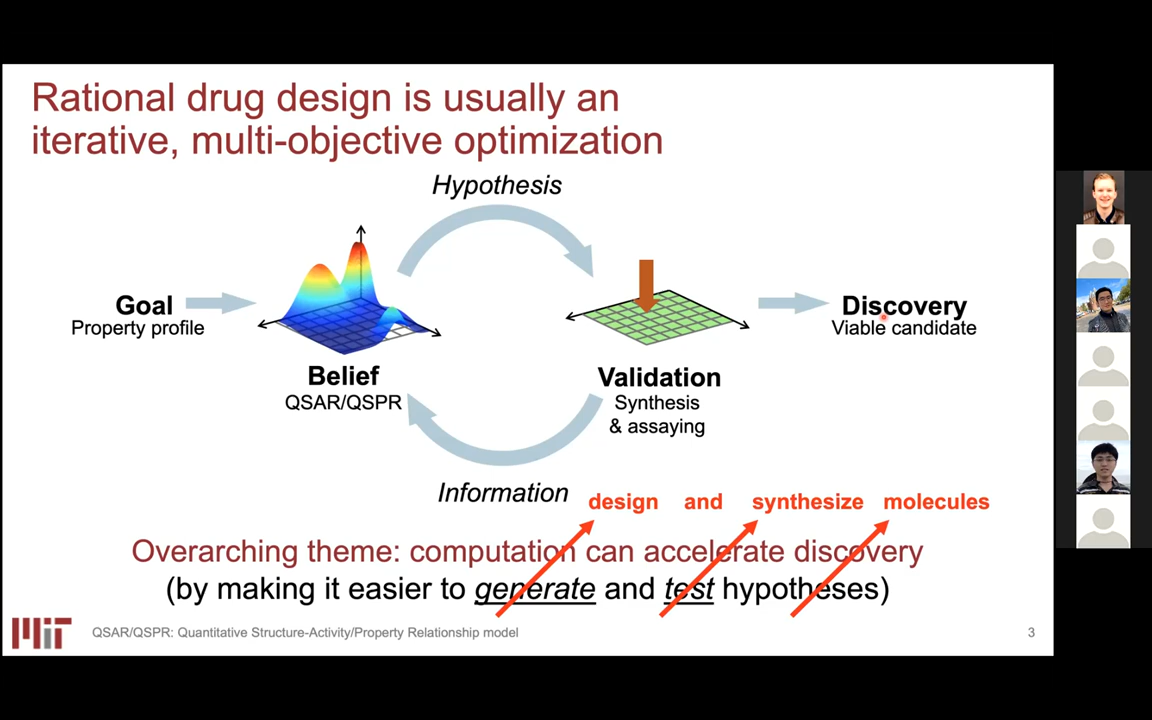 Rational drug design is usually an
iterative, multi-objective optimization
Hypothesis
Goal
Property profile
Belief
QSAR/QSPR
Validation
Synthesis
& assaying
Discovery
Viable candidate
Information
design and synthesize molecules
Overarching theme: computation can accelerate discovery
(by making it easier to generate and test hypotheses)
MIT
QSAR/QSPR: Quantitative Structure-Activity/Property Relationship model
3